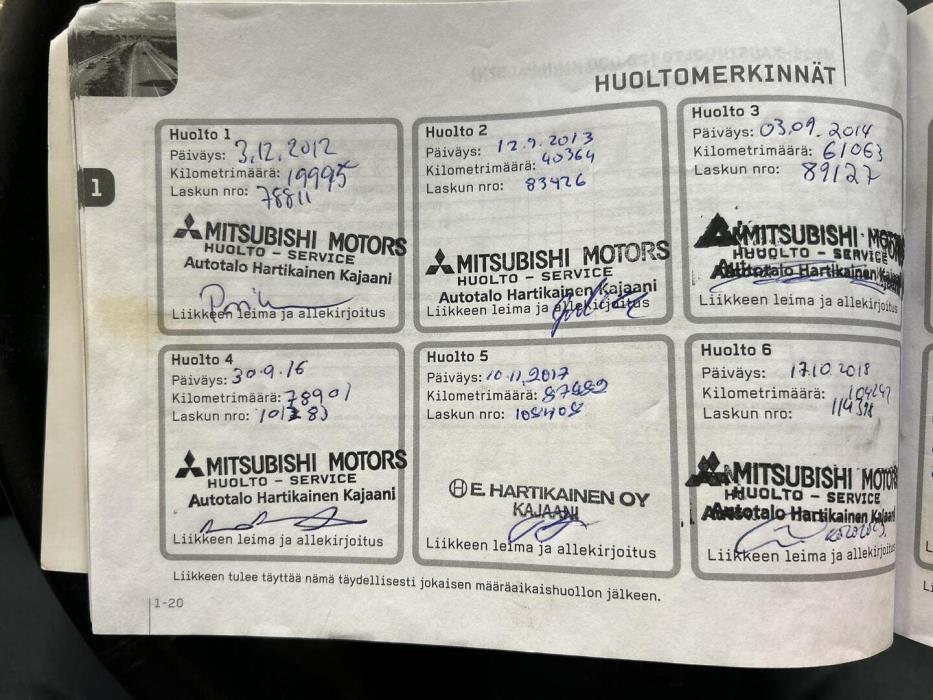 HUOLTOMERKINNÄT
1
Huolto 1
Päiväys: 3.12.2012
Kilometrimäärä: 19995
Laskun nro: 78811
MITSUBISHI MOTORS
HUOLTO - SERVICE
Autotalo Hartikainen Kajaani
Liikkeen leima ja allekirjoitus
Huolto 2
Päiväys: 12.9.2013
Kilometrimäärä: 40364
Laskun nro: 83426
MITSUBISHI MOTORS
HUOLTO - SERVICE
Autotalo Hartikainen Kajaani
Liikkeen leima ja allekirjoitus
Huolto 3
Päiväys: 03.09.2014
Kilometrimäärä: 61063
Laskun nro: 89127
MITSUBISHI MOTORS
HUOLTO - SERVICE
Autotalo Hartikainen Kajaani
Liikkeen leima ja allekirjoitus
Huolto 4
Päiväys: 30.9.16
Kilometrimäärä: 78901
Laskun nro:
MITSUBISHI MOTORS
HUOLTO - SERVICE
Autotalo Hartikainen Kajaani
Liikkeen leima ja allekirjoitus
Huolto 5
Päiväys: 10.11.2017
Kilometrimäärä:
Laskun nro:
E. HARTIKAINEN OY
KAJAANI
Liikkeen leima ja allekirjoitus
Huolto 6
Päiväys: 17.10.2018
Kilometrimäärä: 104247
Laskun nro: 114398
MITSUBISHI MOTORS
HUOLTO - SERVICE
Autotalo Hartikainen Kajaani
Liikkeen leima ja allekirjoitus
Liikkeen tulee täyttää nämä täydellisesti jokaisen määräaikaishuollon jälkeen.
1-20